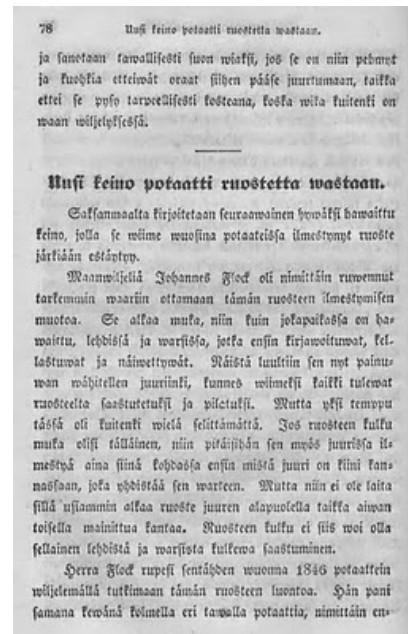 78 Uusi keino potaatti ruostetta wastaan.
ja sanotaan tawallisesti suon wiaksi, jos se on niin pehmyt
ja kuohkia etteiwät oraat siihen pääse juurtumaan, taikka
ettei se pyso tarpeellisesti kosteana, koska wika kuitenki on
waan wiljelyksessä.
Uusi keino potaatti ruostetta wastaan.
Saksanmaalta kirjoitetaan seuraawainen hywäksi hawaittu
keino, jolla se wiime wuosina potaateissa ilmestynyt ruoste
järkiään estäytyy.
Maanwiljeliä Johannes Flock oli nimittäin ruwennut
tarkemmin waariin ottamaan tämän ruosteen ilmestymisen
muotoa. Se alkaa muka, niin kuin jokapaikassa on ha-
waittu, lehdissä ja warsissa, jotka ensin kirjawoituwat, kel-
lastuwat ja näiwettywät. Näistä luultiin sen nyt painu-
wan wähitellen juuriinki, kunnes wiimeksi kaikki tulewat
ruosteelta saastutetuksi ja pilatuksi. Mutta yksi temppu
tässä oli kuitenki wielä selittämättä. Jos ruosteen kulku
muka olisi tälläinen, niin pitäisihän sen myös juurissa il-
mestyä aina siinä kohdassa ensin mistä juuri on kiini kan-
nassaan, joka yhdistää sen warteen. Mutta niin ei ole laita
sillä usiammin alkaa ruoste juuren alapuolella taikka aiwan
toisella mainittua kantaa. Ruosteen kulku ei siis woi olla
sellainen lehdistä ja warsista kulkewa saastuminen.
Herra Flock rupesi sentähden wuonna 1846 potaattein
wiljelemällä tutkimaan tämän ruosteen luontoa. Hän pani
samana kewänä kolmella eri tawalla potaattia, nimittäin en-